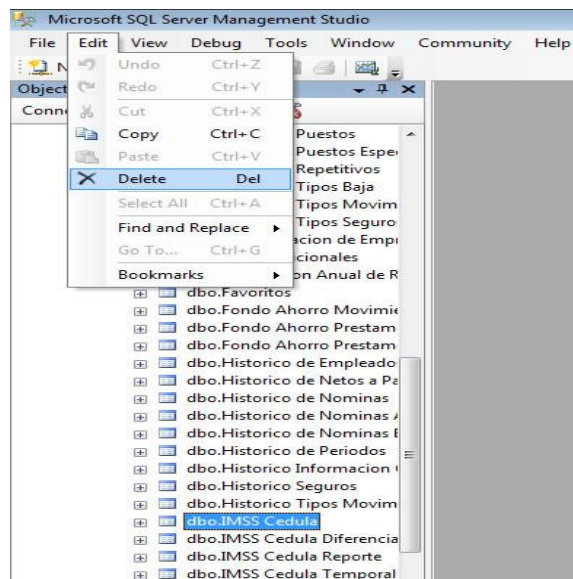 Microsoft SQL Server Management Studio
File Edit View Debug Tools Window Community Help
N
Undo Ctrl+Z
Object
Redo Ctrl+Y
Conn
Cut Ctrl+X
Copy Ctrl+C
Puestos
Paste Ctrl+V
Puestos Espe
Repetitivos
Delete Del
Tipos Baja
Select All Ctrl+A
Tipos Movim
Find and Replace
Tipos Seguro
acion de Empl
Go To... Ctrl+G
cionales
Bookmarks
on Anual de R
dbo.Favoritos
dbo.Fondo Ahorro Movimie
dbo.Fondo Ahorro Prestam
dbo.Fondo Ahorro Prestam
dbo.Historico de Empleado
dbo.Historico de Netos a Pa
dbo.Historico de Nominas
dbo.Historico de Nominas
dbo.Historico de Nominas
dbo.Historico de Periodos
dbo.Historico Informacion
dbo.Historico Seguros
dbo.Historico Tipos Movim
dbo.IMSS Cedula
dbo.IMSS Cedula Diferencia
dbo.IMSS Cedula Reporte
dbo.IMSS Cedula Temporal